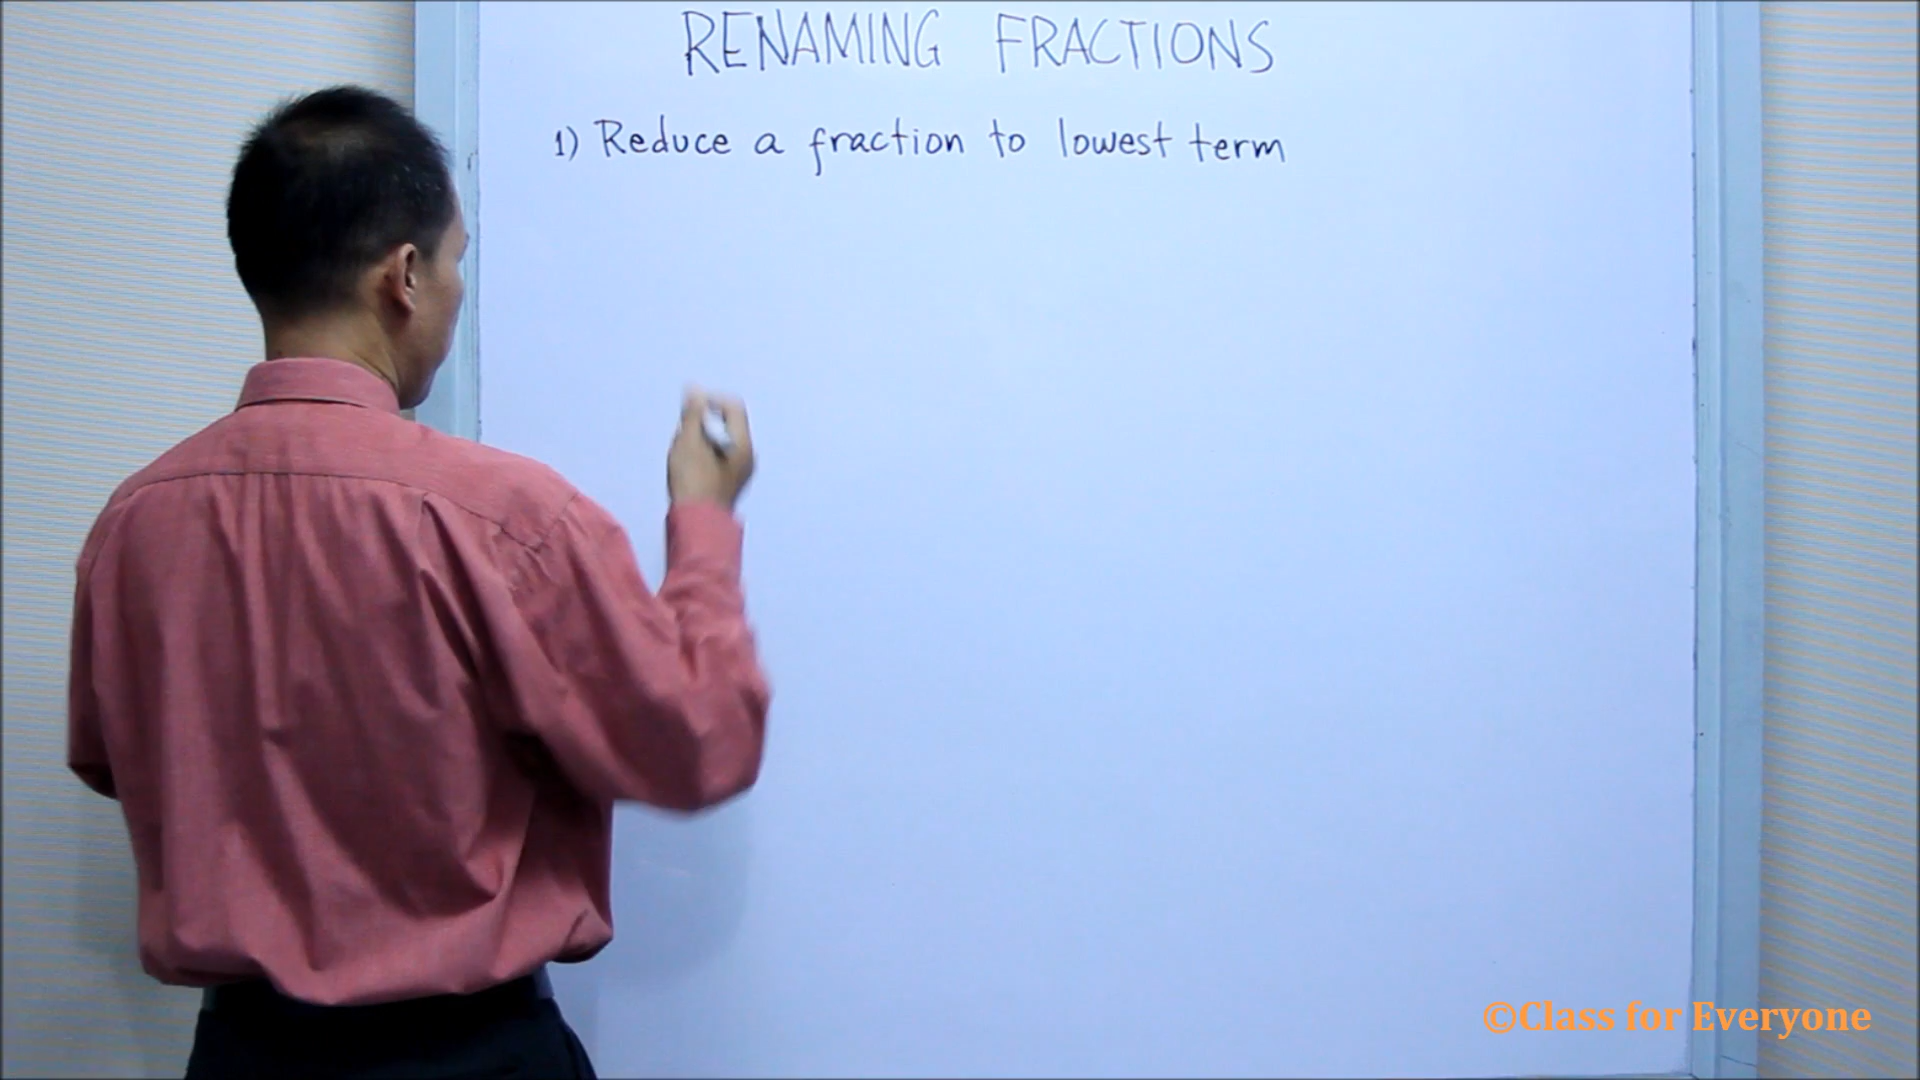 RENAMING FRACTIONS
1) Reduce a fraction to lowest term
©Class for Everyone